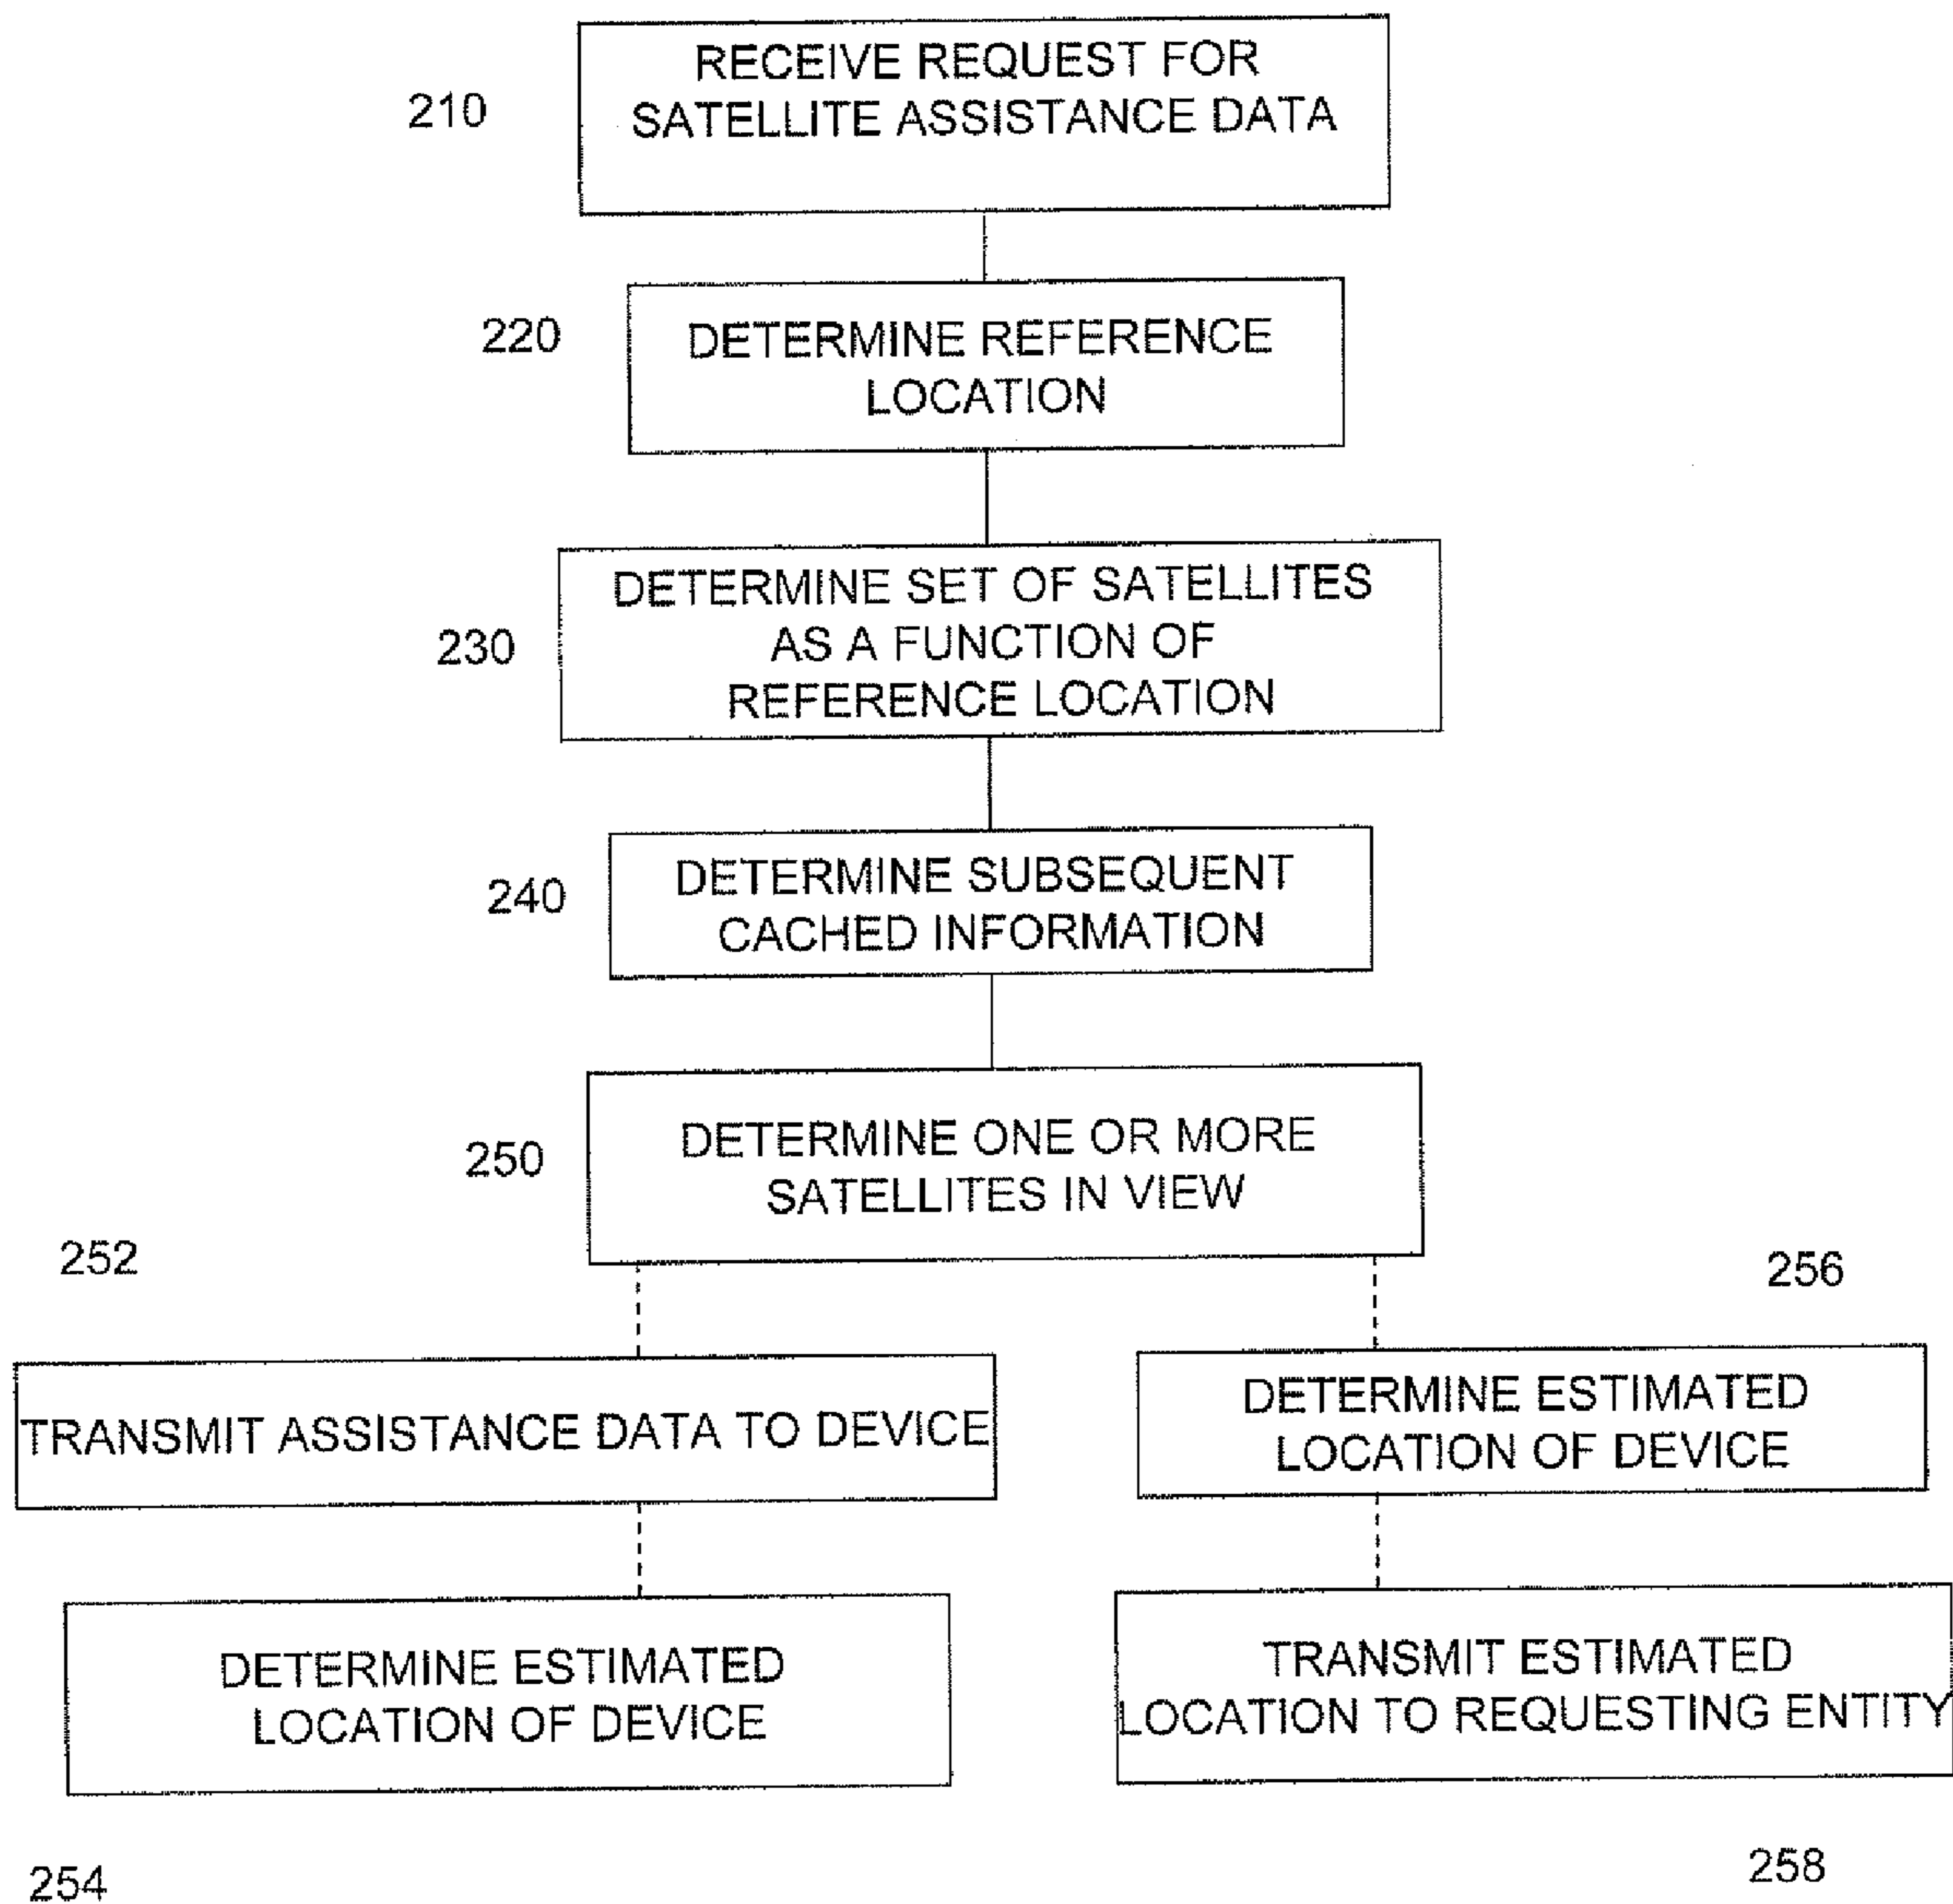 210
RECEIVE REQUEST FOR
SATELLITE ASSISTANCE DATA
220
DETERMINE REFERENCE
LOCATION
230
DETERMINE SET OF SATELLITES
AS A FUNCTION OF
REFERENCE LOCATION
240
DETERMINE SUBSEQUENT
CACHED INFORMATION
250
DETERMINE ONE OR MORE
SATELLITES IN VIEW
252
TRANSMIT ASSISTANCE DATA TO DEVICE
256
DETERMINE ESTIMATED
LOCATION OF DEVICE
DETERMINE ESTIMATED
LOCATION OF DEVICE
254
TRANSMIT ESTIMATED
LOCATION TO REQUESTING ENTITY
258